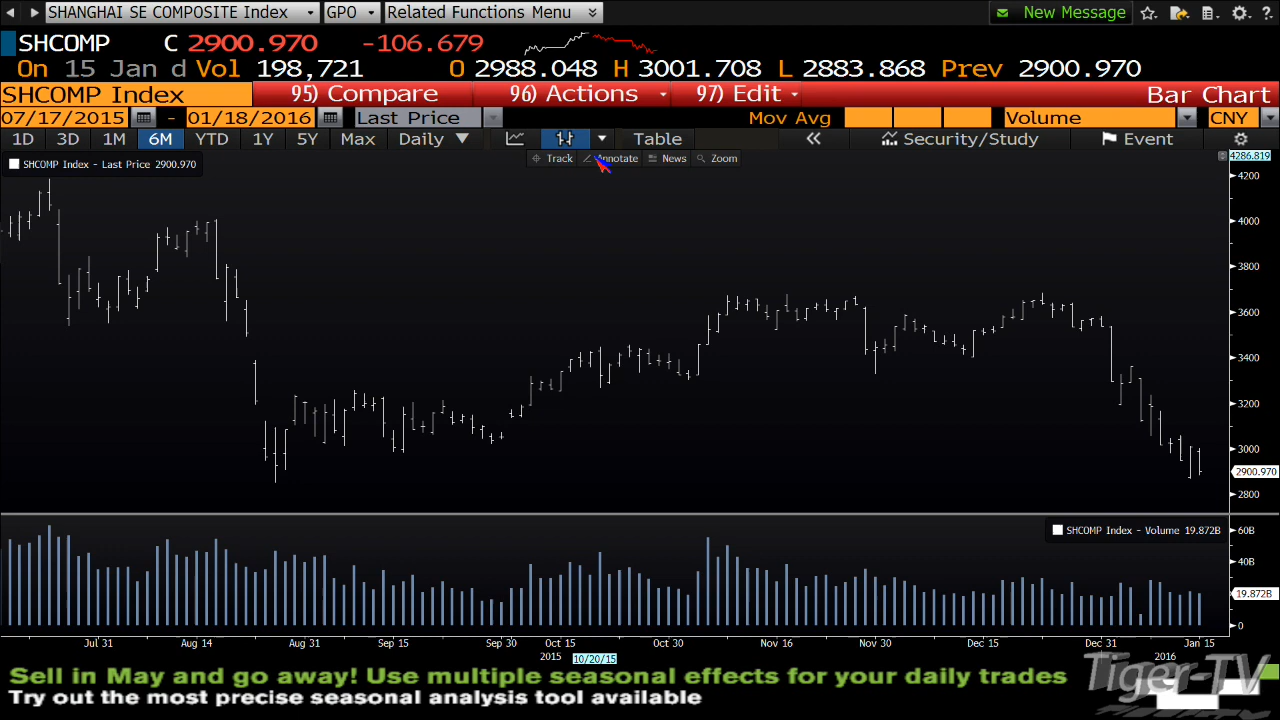 SHANGHAI SE COMPOSITE Index GPO Related Functions Menu New Message
SHCOMP C 2900.970 -106.679
On 15 Jan d Vol 198,721 O 2988.048 H 3001.708 L 2883.868 Prev 2900.970
SHCOMP Index 95) Compare 96) Actions 97) Edit Bar Chart
07/17/2015 - 01/18/2016 Last Price Mov Avg Volume CNY
1D 3D 1M 6M YTD 1Y 5Y Max Daily Table Security/Study Event
Track Annotate News Zoom
SHCOMP Index - Last Price 2900.970
4286.819
4200
4000
3800
3600
3400
3200
3000
2900.970
2800
SHCOMP Index - Volume 19.872B
60B
40B
19.872B
0
Jul 31 Aug 14 Aug 31 Sep 15 Sep 30 Oct 15 Oct 30 Nov 16 Nov 30 Dec 15 Dec 31 Jan 15
2015 10/20/15 2016
Sell in May and go away! Use multiple seasonal effects for your daily trades
Try out the most precise seasonal analysis tool available
Tiger-TV